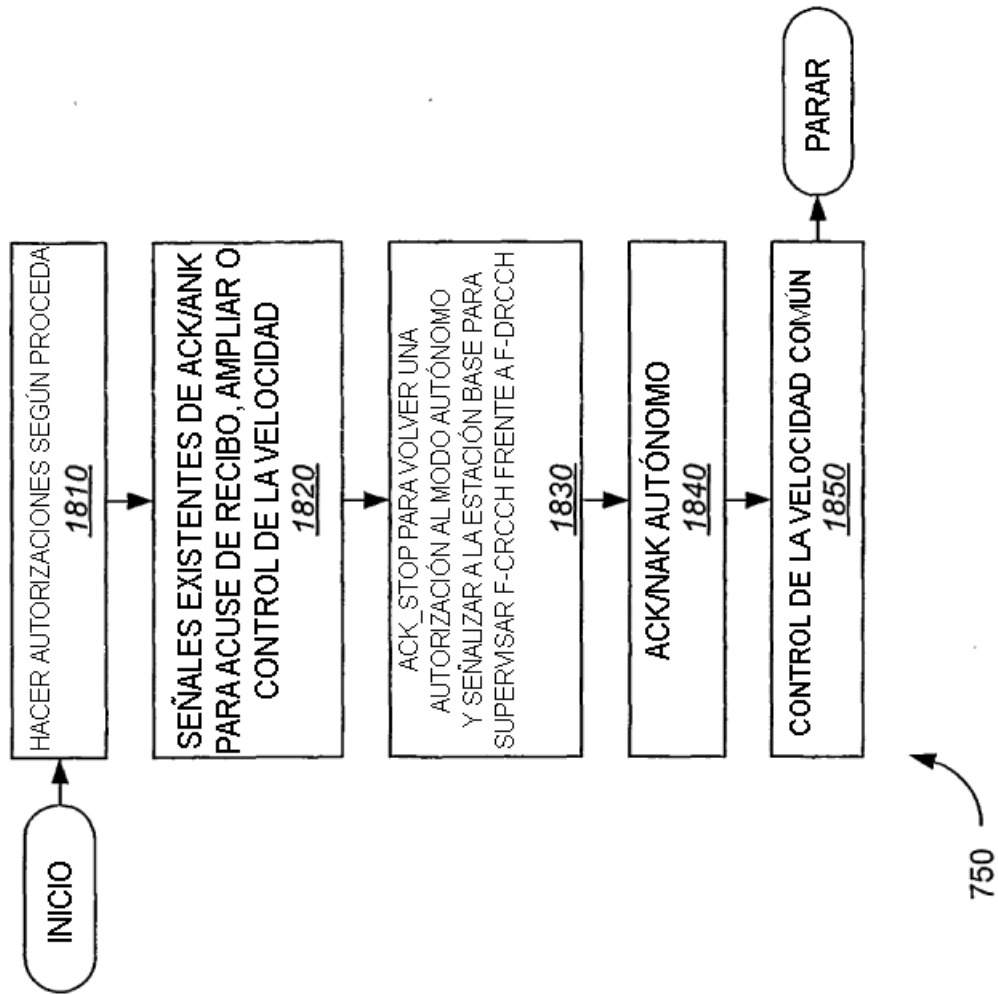 INICIO
HACER AUTORIZACIONES SEGÚN PROCEDA
1810
SEÑALES EXISTENTES DE ACK/ANK
PARA ACUSE DE RECIBO, AMPLIAR O
CONTROL DE LA VELOCIDAD
1820
ACK_STOP PARA VOLVER UNA
AUTORIZACIÓN AL MODO AUTÓNOMO
Y SEÑALIZAR A LA ESTACIÓN BASE PARA
SUPERVISAR F-CRCCH FRENTE A F-DRCCH
1830
ACK/NAK AUTÓNOMO
1840
CONTROL DE LA VELOCIDAD COMÚN
1850
PARAR
750